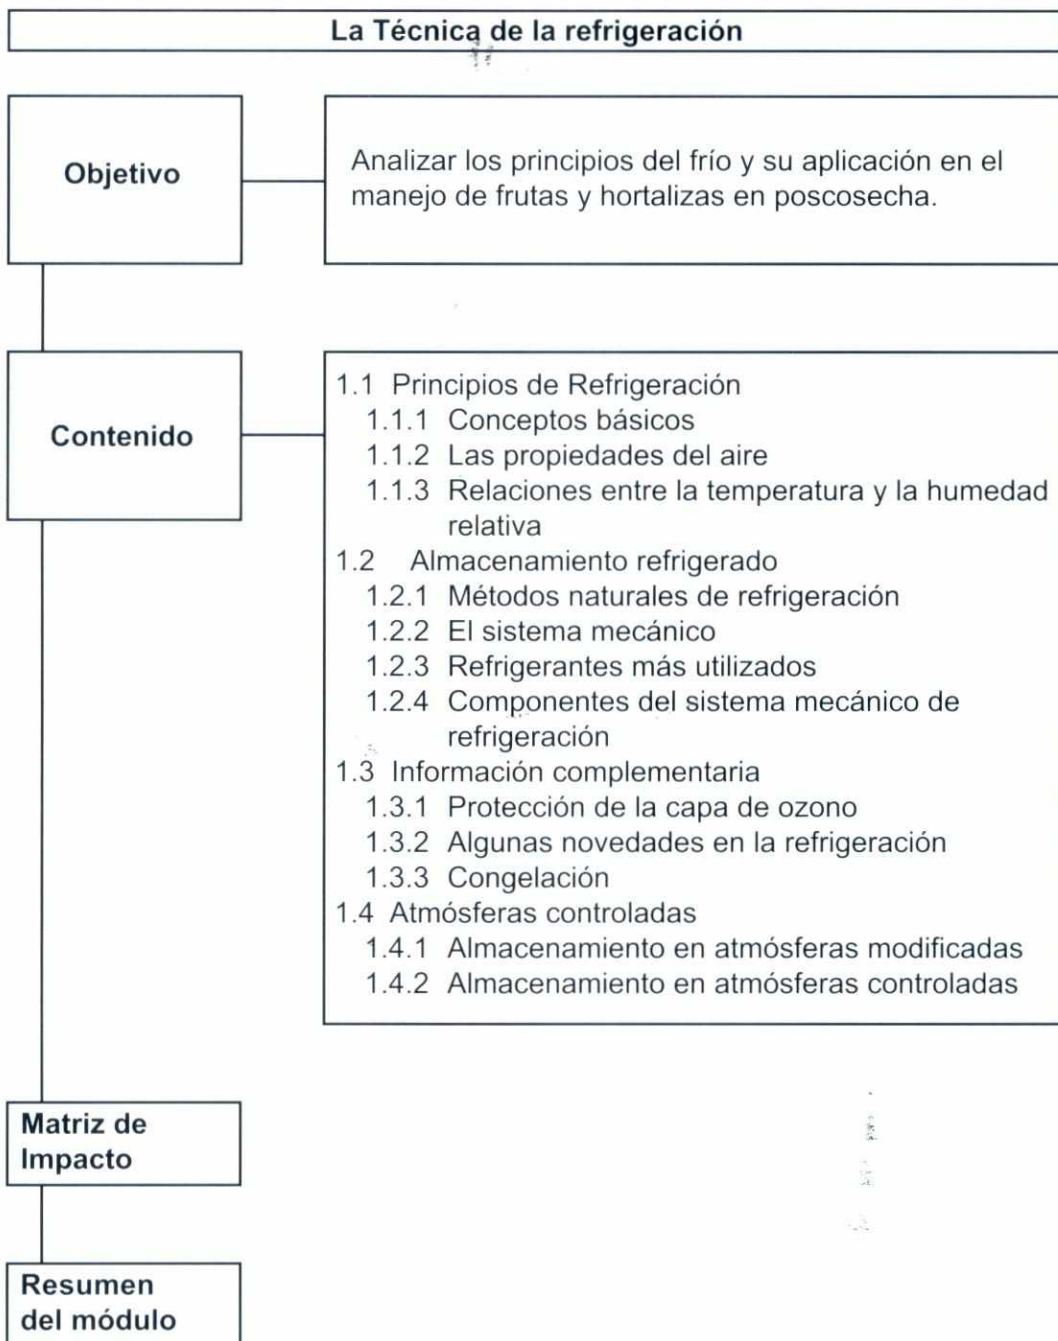 La Técnica de la refrigeración
Objetivo
Analizar los principios del frío y su aplicación en el
manejo de frutas y hortalizas en poscosecha.
Contenido
1.1 Principios de Refrigeración
1.1.1 Conceptos básicos
1.1.2 Las propiedades del aire
1.1.3 Relaciones entre la temperatura y la humedad
relativa
1.2 Almacenamiento refrigerado
1.2.1 Métodos naturales de refrigeración
1.2.2 El sistema mecánico
1.2.3 Refrigerantes más utilizados
1.2.4 Componentes del sistema mecánico de
refrigeración
1.3 Información complementaria
1.3.1 Protección de la capa de ozono
1.3.2 Algunas novedades en la refrigeración
1.3.3 Congelación
1.4 Atmósferas controladas
1.4.1 Almacenamiento en atmósferas modificadas
1.4.2 Almacenamiento en atmósferas controladas
Matriz de
Impacto
Resumen
del módulo